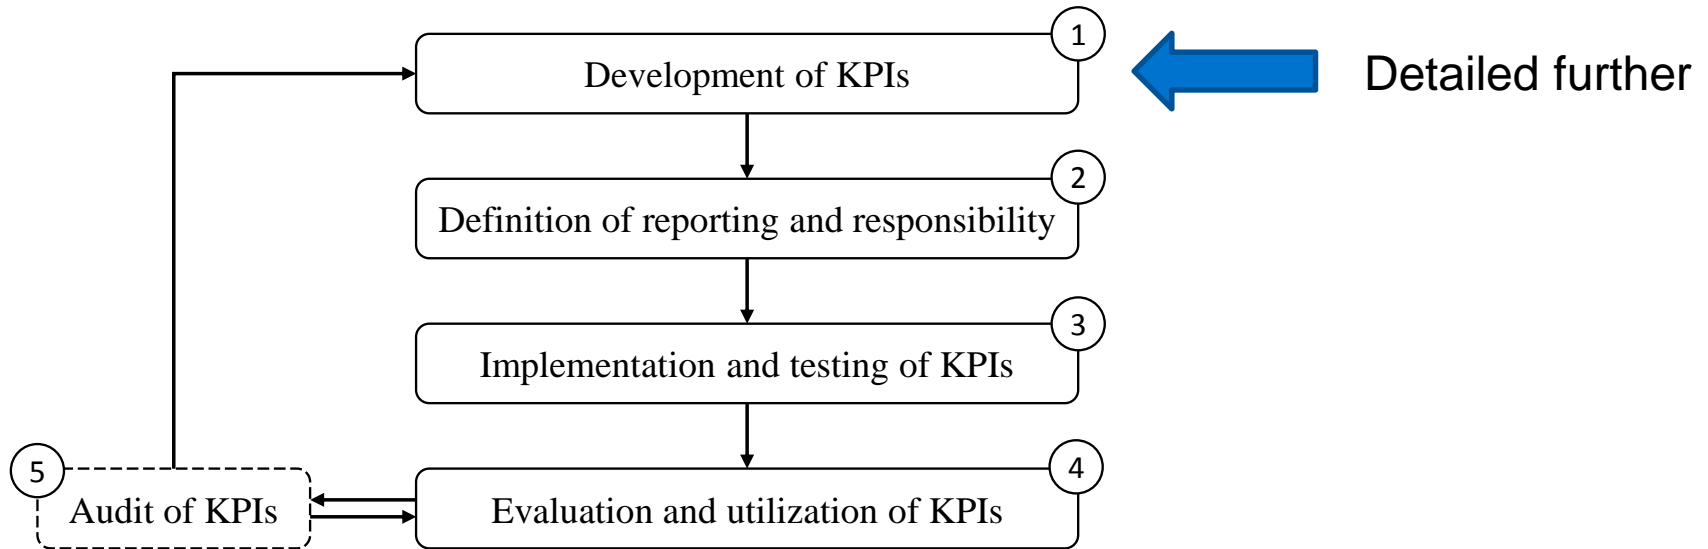 1
Development of KPIs
Detailed further
2
Definition of reporting and responsibility
3
Implementation and testing of KPIs
4
Evaluation and utilization of KPIs
5
Audit of KPIs